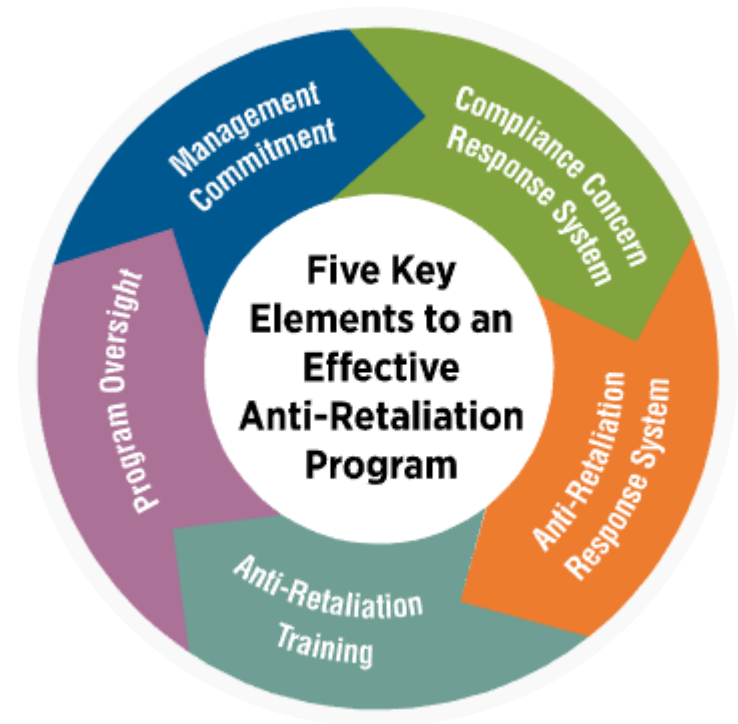 Five Key
Elements to an
Effective
Anti-Retaliation
Program
Management
Commitment
Compliance Concern
Response System
Anti-Retaliation
Response System
Anti-Retaliation
Training
Program Oversight